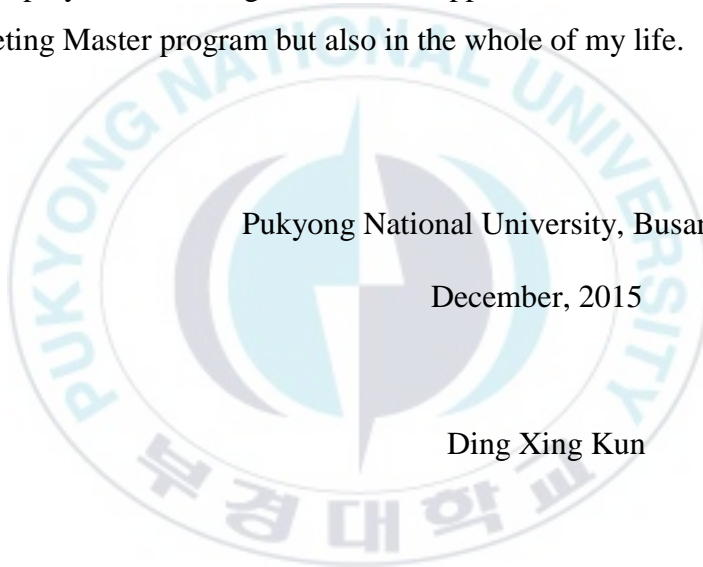 eting Master program but also in the whole of my life.
PUKYONG NATIONAL UNIVERSITY
Pukyong National University, Busan
December, 2015
Ding Xing Kun
부경대학교